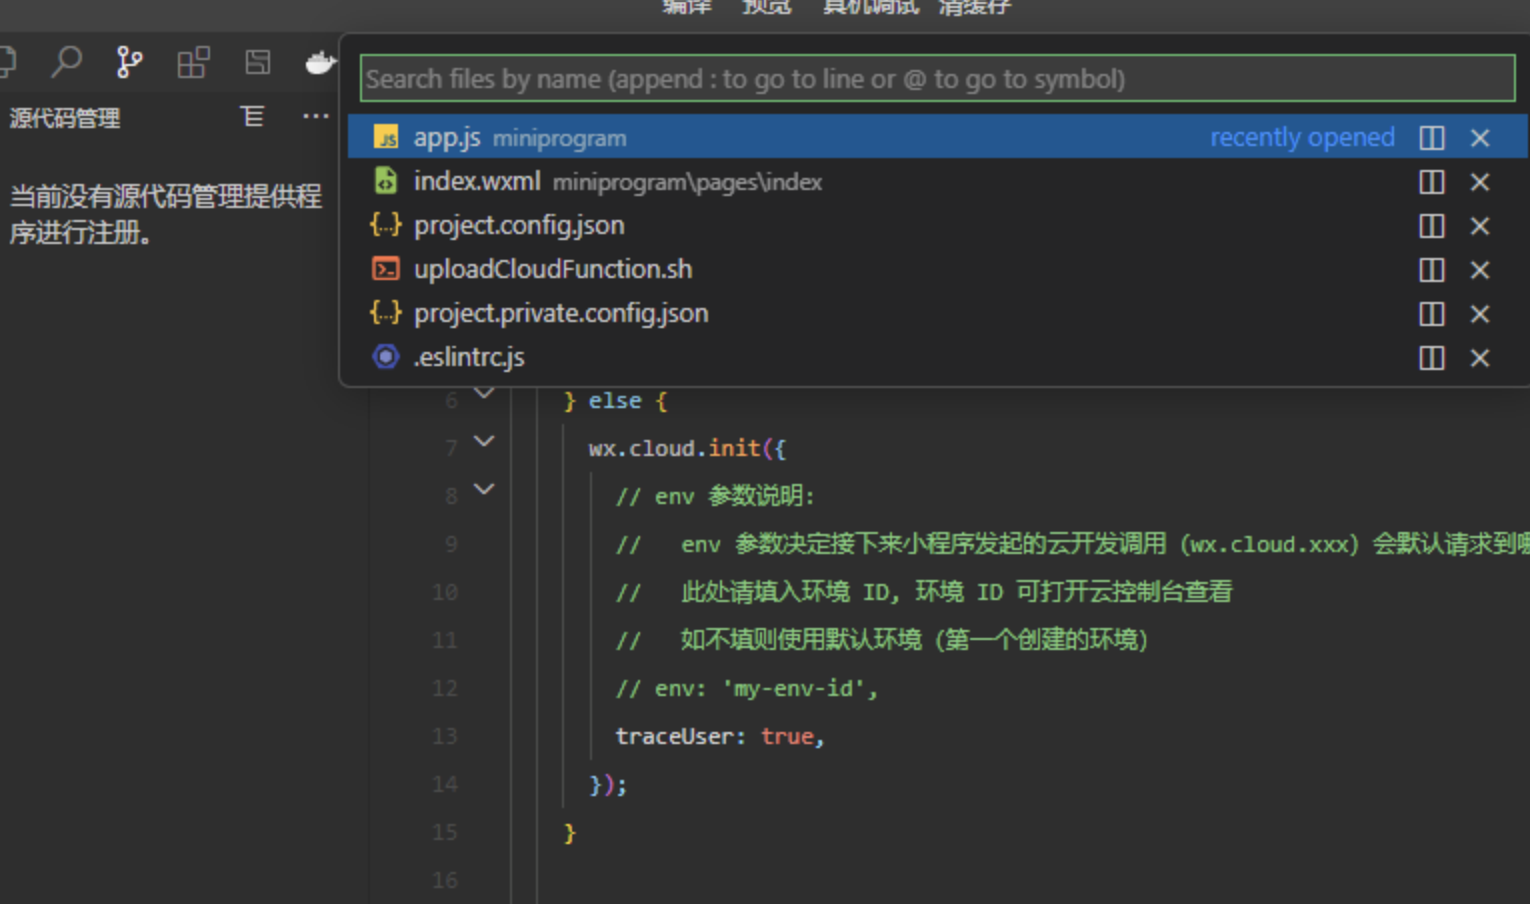 编译 预览 真机调试 清缓存
Search files by name (append : to go to line or @ to go to symbol)
源代码管理
app.js miniprogram recently opened
当前没有源代码管理提供程
序进行注册。
index.wxml miniprogram\pages\index
project.config.json
uploadCloudFunction.sh
project.private.config.json
.eslintrc.js
6 } else {
7 wx.cloud.init({
8 // env 参数说明:
9 // env 参数决定接下来小程序发起的云开发调用 (wx.cloud.xxx) 会默认请求到哪
10 // 此处请填入环境 ID, 环境 ID 可打开云控制台查看
11 // 如不填则使用默认环境 (第一个创建的环境)
12 // env: 'my-env-id',
13 traceUser: true,
14 });
15 }
16